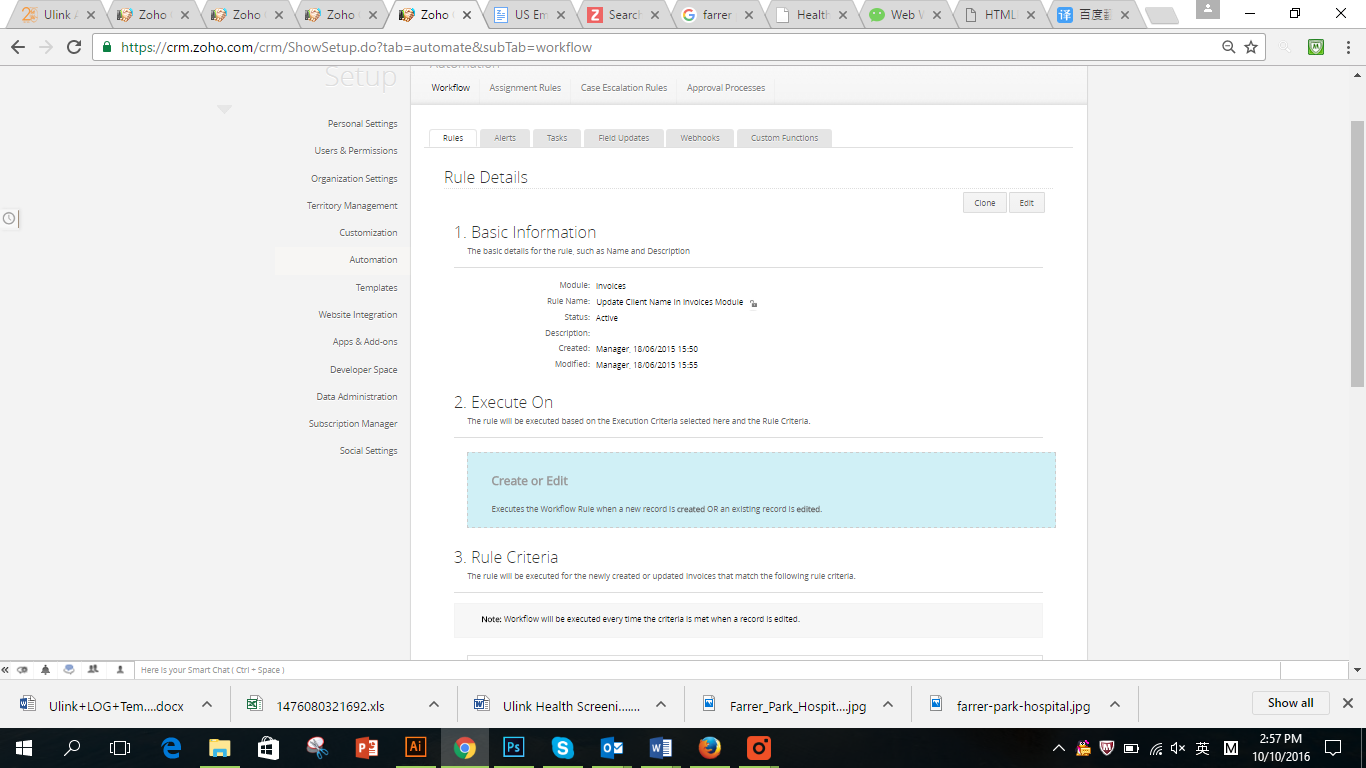 Ulink A
Zoho
Zoho
Zoho
Zoho
US Em
Search
farrer
Health
Web W
HTML
百度
https://crm.zoho.com/crm/ShowSetup.do?tab=automate&subTab=workflow
Setup
Automation
Workflow
Assignment Rules
Case Escalation Rules
Approval Processes
Personal Settings
Users & Permissions
Organization Settings
Territory Management
Customization
Automation
Templates
Website Integration
Apps & Add-ons
Developer Space
Data Administration
Subscription Manager
Social Settings
Rules
Alerts
Tasks
Field Updates
Webhooks
Custom Functions
Rule Details
Clone
Edit
1. Basic Information
The basic details for the rule, such as Name and Description
Module: Invoices
Rule Name: Update Client Name in Invoices Module
Status: Active
Description:
Created: Manager, 18/06/2015 15:50
Modified: Manager, 18/06/2015 15:55
2. Execute On
The rule will be executed based on the Execution Criteria selected here and the Rule Criteria.
Create or Edit
Executes the Workflow Rule when a new record is created OR an existing record is edited.
3. Rule Criteria
The rule will be executed for the newly created or updated Invoices that match the following rule criteria.
Note: Workflow will be executed every time the criteria is met when a record is edited.
Here is your Smart Chat ( Ctrl + Space )
Ulink+LOG+Tem....docx
1476080321692.xls
Ulink Health Screeni.......
Farrer_Park_Hospit....jpg
farrer-park-hospital.jpg
Show all
Ai
Ps
英
M
2:57 PM
10/10/2016